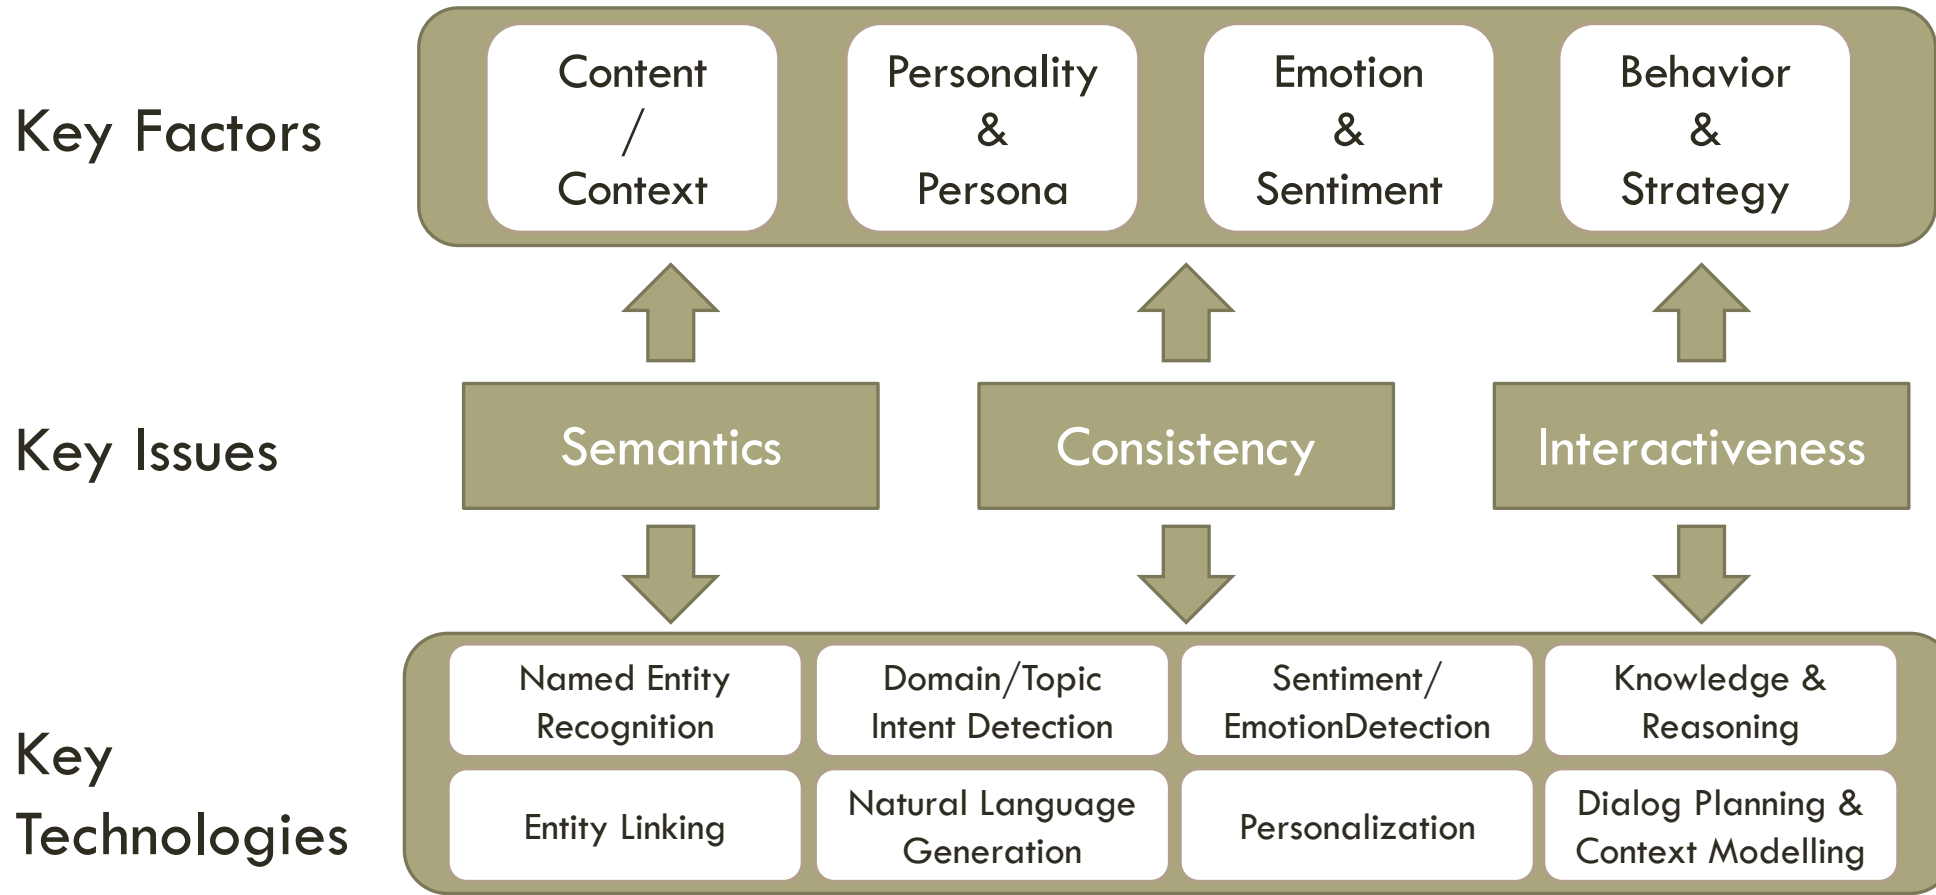 Key Factors
Content
/
Context
Personality
&
Persona
Emotion
&
Sentiment
Behavior
&
Strategy
Key Issues
Semantics
Consistency
Interactiveness
Key
Technologies
Named Entity
Recognition
Domain/Topic
Intent Detection
Sentiment/
EmotionDetection
Knowledge &
Reasoning
Entity Linking
Natural Language
Generation
Personalization
Dialog Planning &
Context Modelling